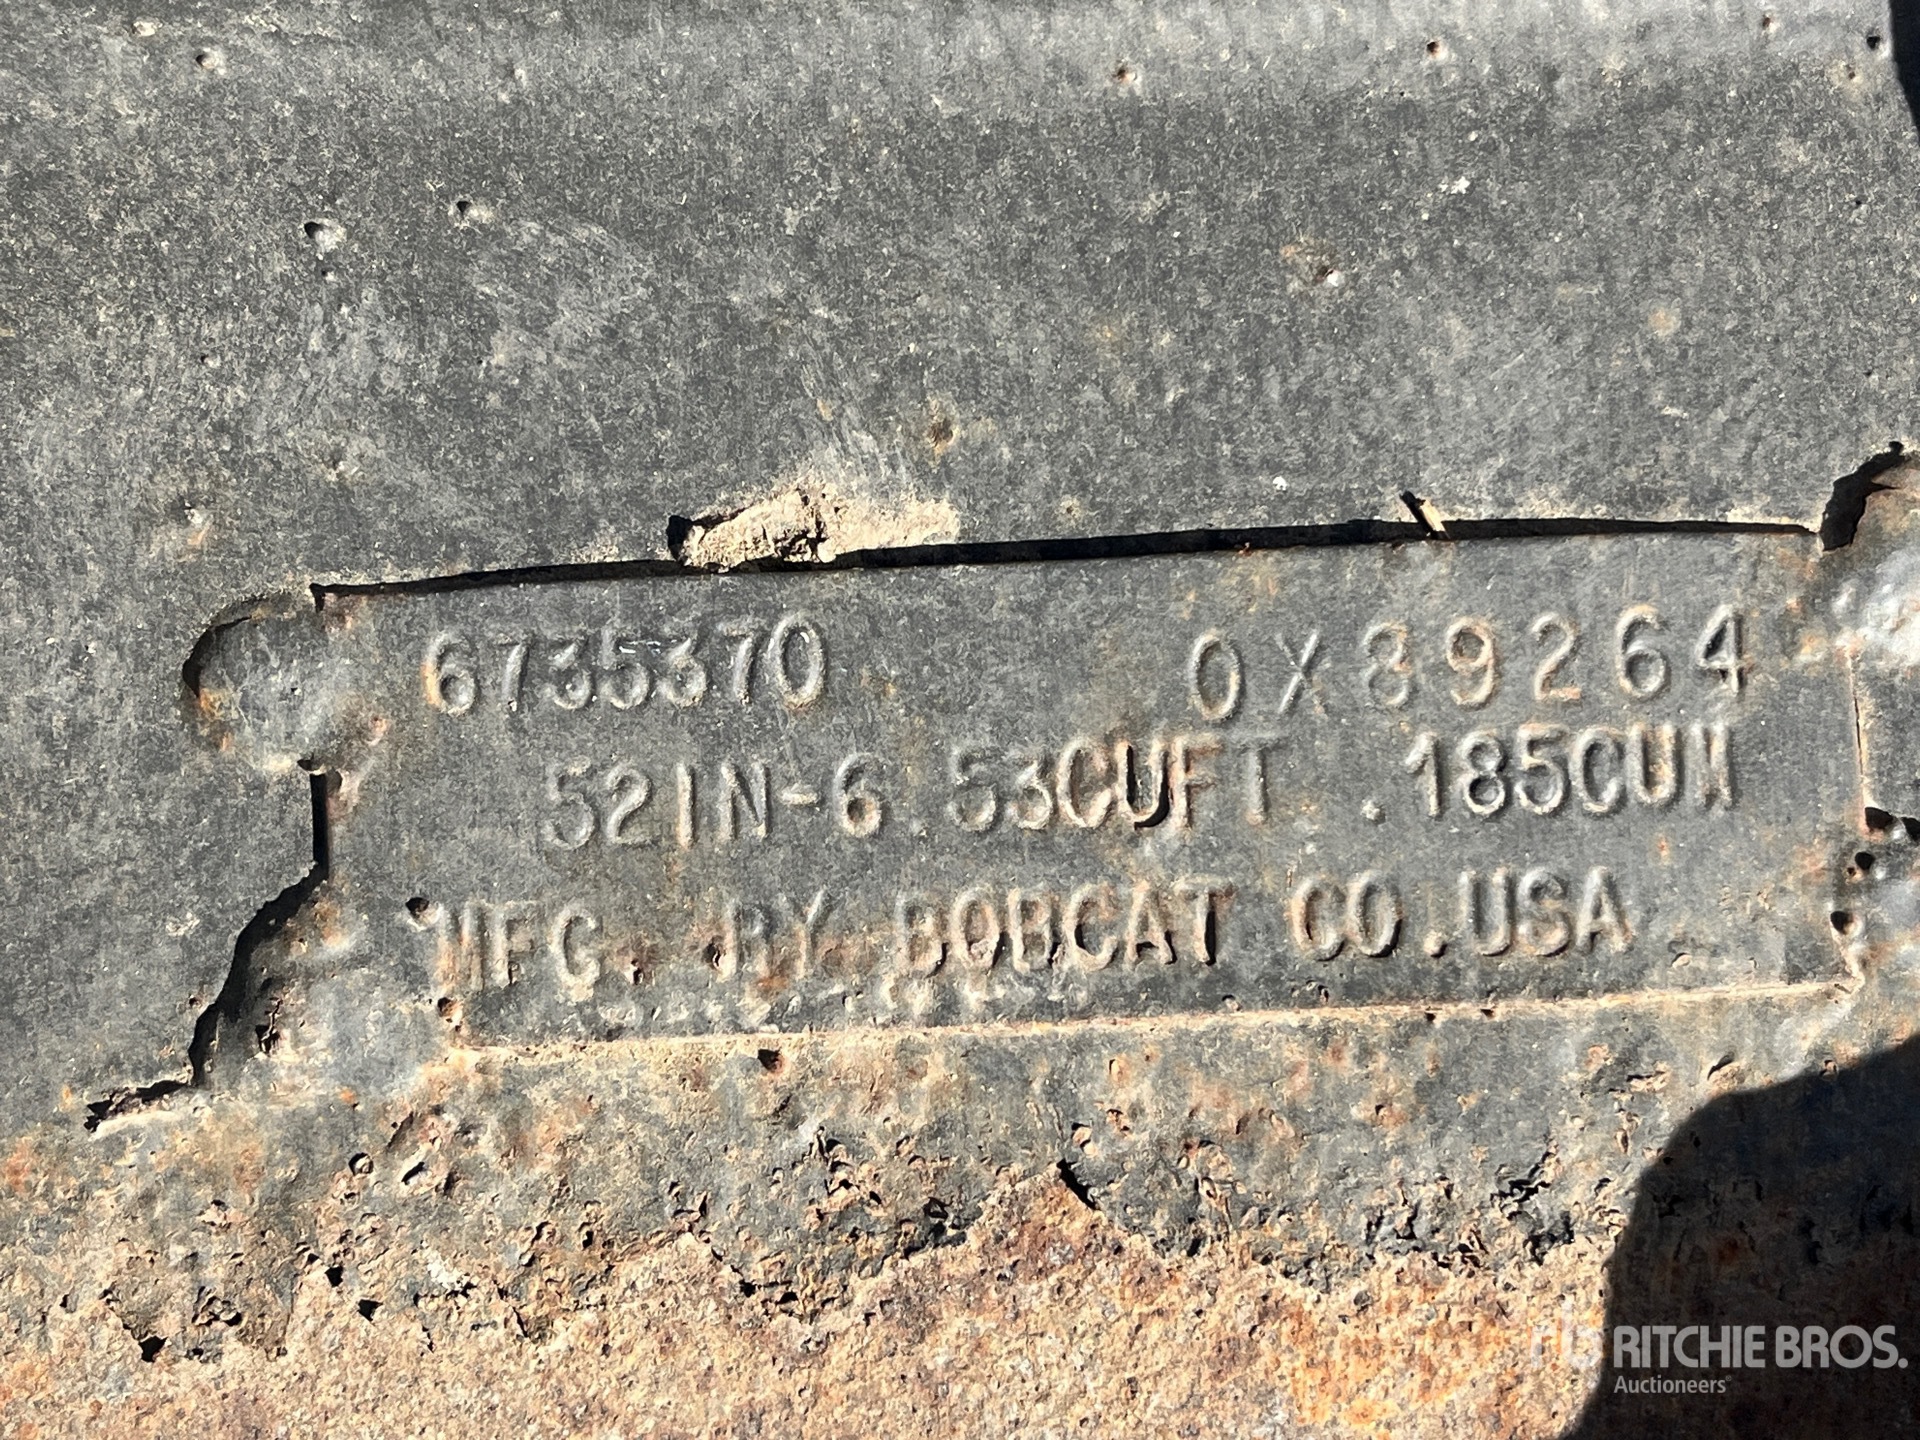 6735370 0X89264
52IN-6.53CUFT .185CUM
MFG. BY BOBCAT CO.USA
RITCHIE BROS.
Auctioneers